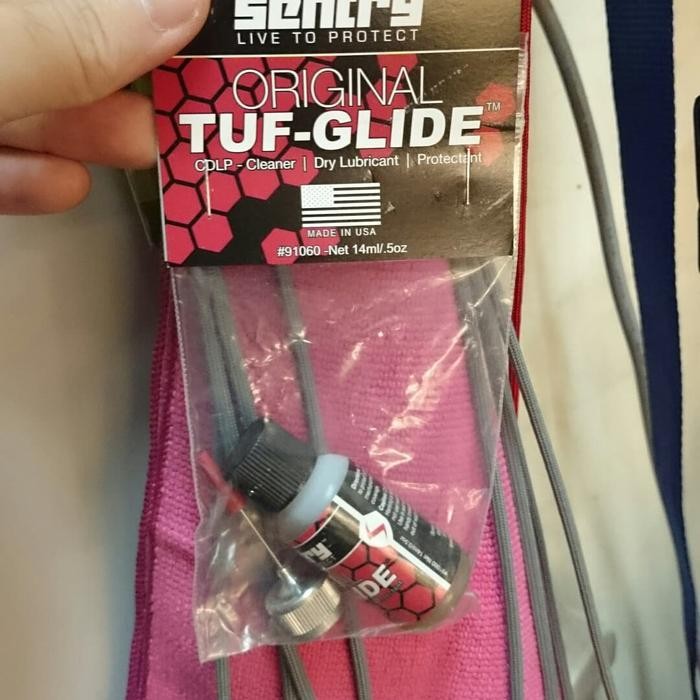 sentry
LIVE TO PROTECT
ORIGINAL
TUF-GLIDE™
CDLP - Cleaner | Dry Lubricant | Protectant
MADE IN USA
#91060 -Net 14ml/.5oz